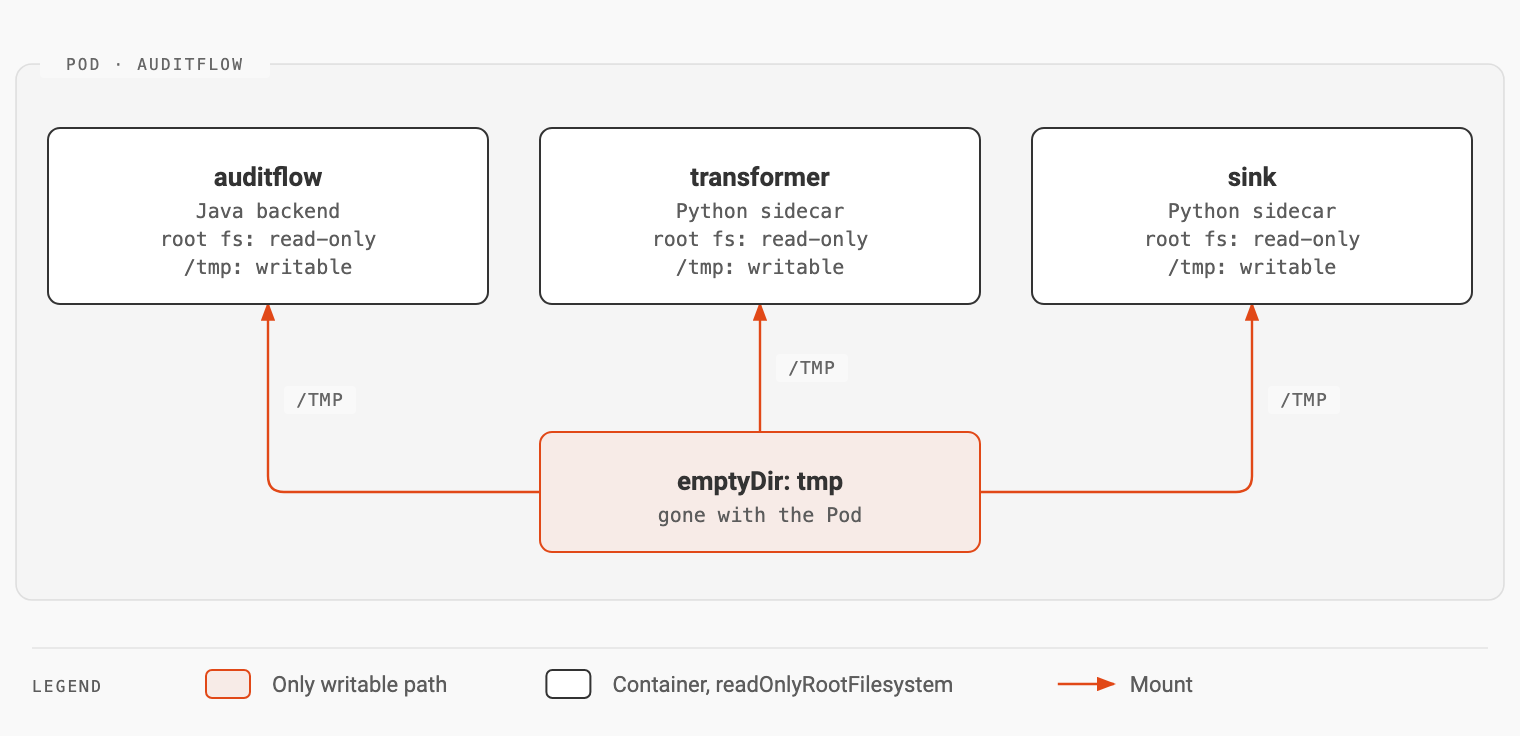 POD · AUDITFLOW
auditflow
Java backend
root fs: read-only
/tmp: writable
transformer
Python sidecar
root fs: read-only
/tmp: writable
sink
Python sidecar
root fs: read-only
/tmp: writable
/TMP
/TMP
/TMP
emptyDir: tmp
gone with the Pod
LEGEND
Only writable path
Container, readOnlyRootFilesystem
Mount